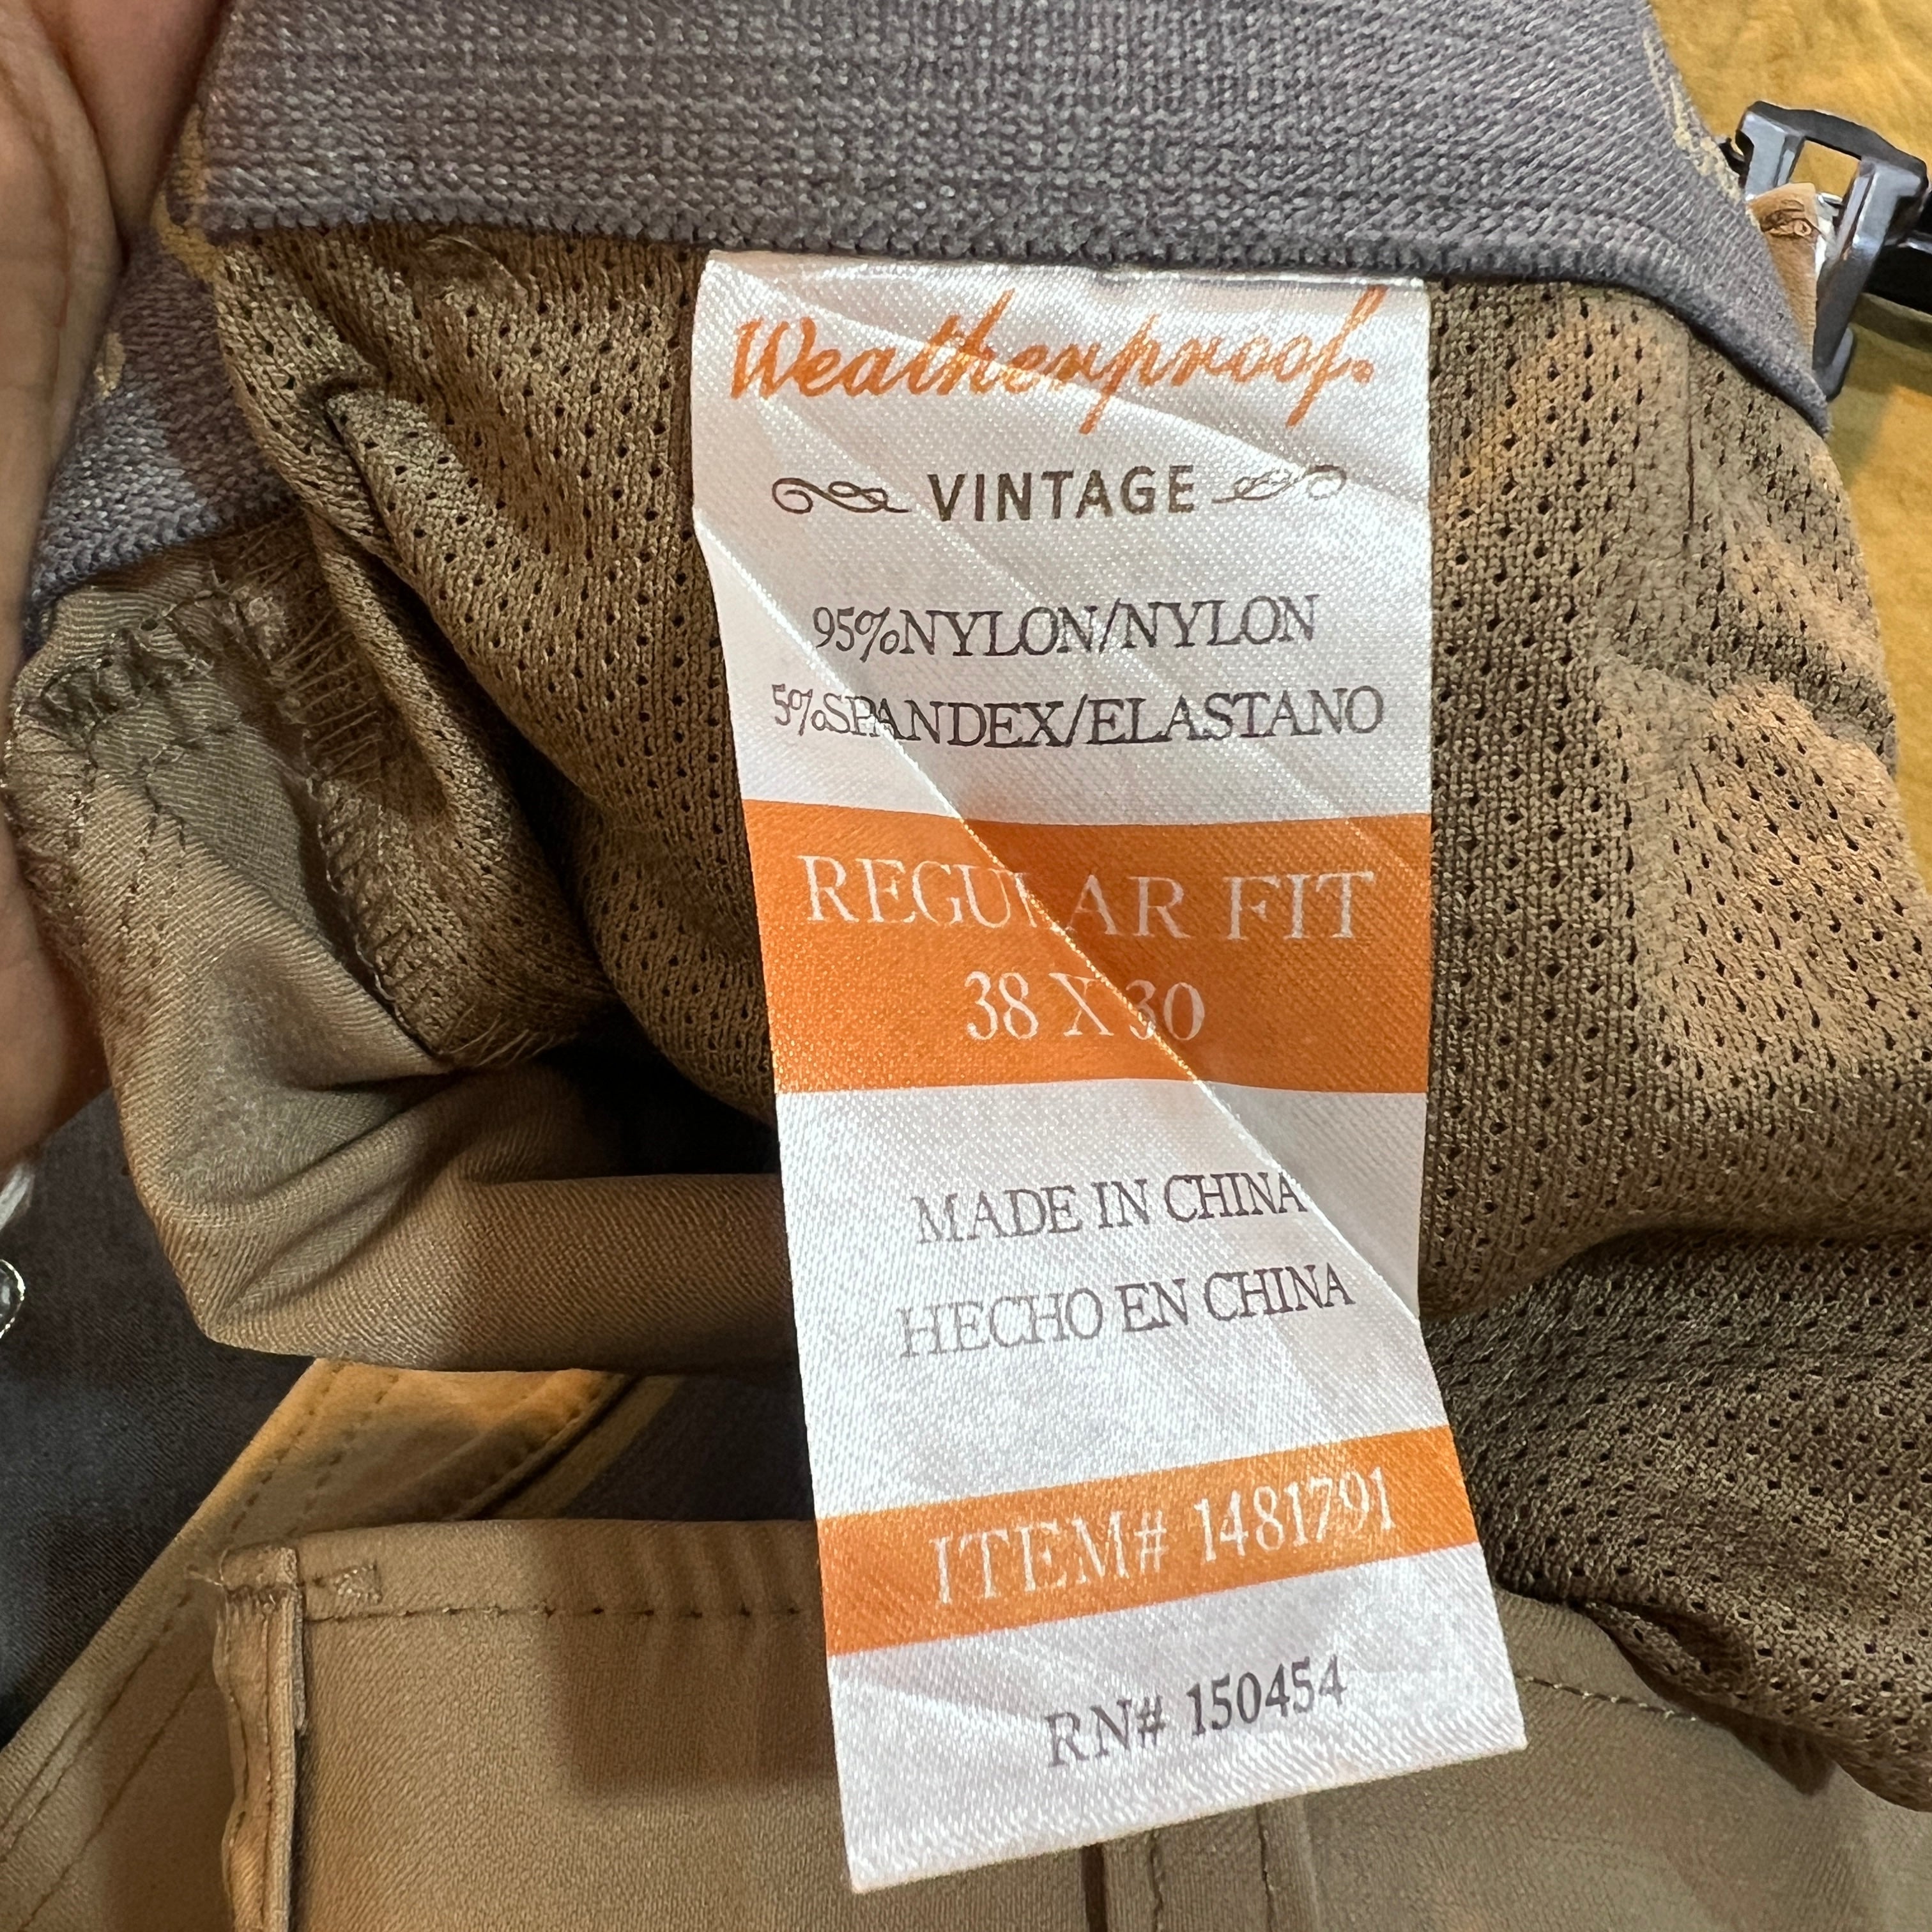 Weatherproof.
VINTAGE
95%NYLON/NYLON
5%SPANDEX/ELASTANO
REGULAR FIT
38 X 30
MADE IN CHINA
HECHO EN CHINA
ITEM# 1481791
RN# 150454